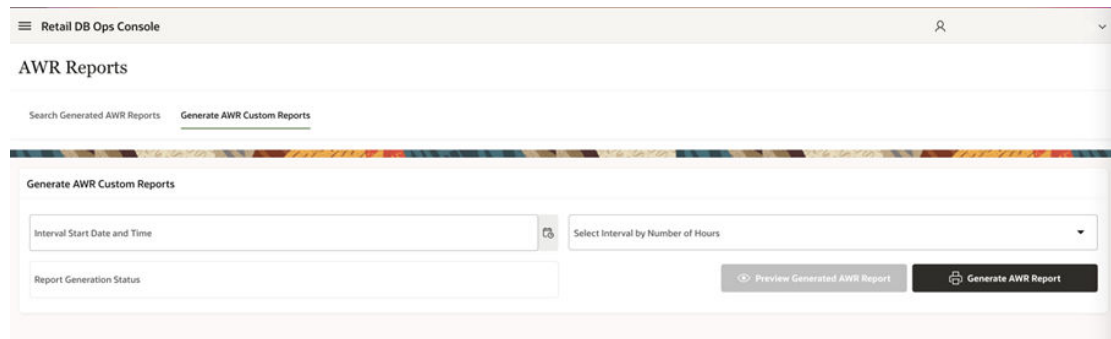 Retail DB Ops Console
AWR Reports
Search Generated AWR Reports Generate AWR Custom Reports
Generate AWR Custom Reports
Interval Start Date and Time Select Interval by Number of Hours
Report Generation Status Preview Generated AWR Report Generate AWR Report